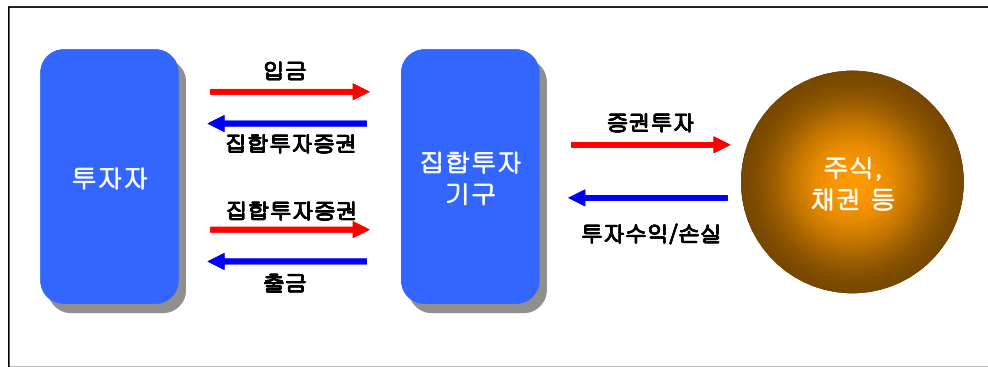 투자자
입금
집합투자증권
집합투자증권
출금
집합투자
기구
증권투자
투자수익/손실
주식,
채권 등